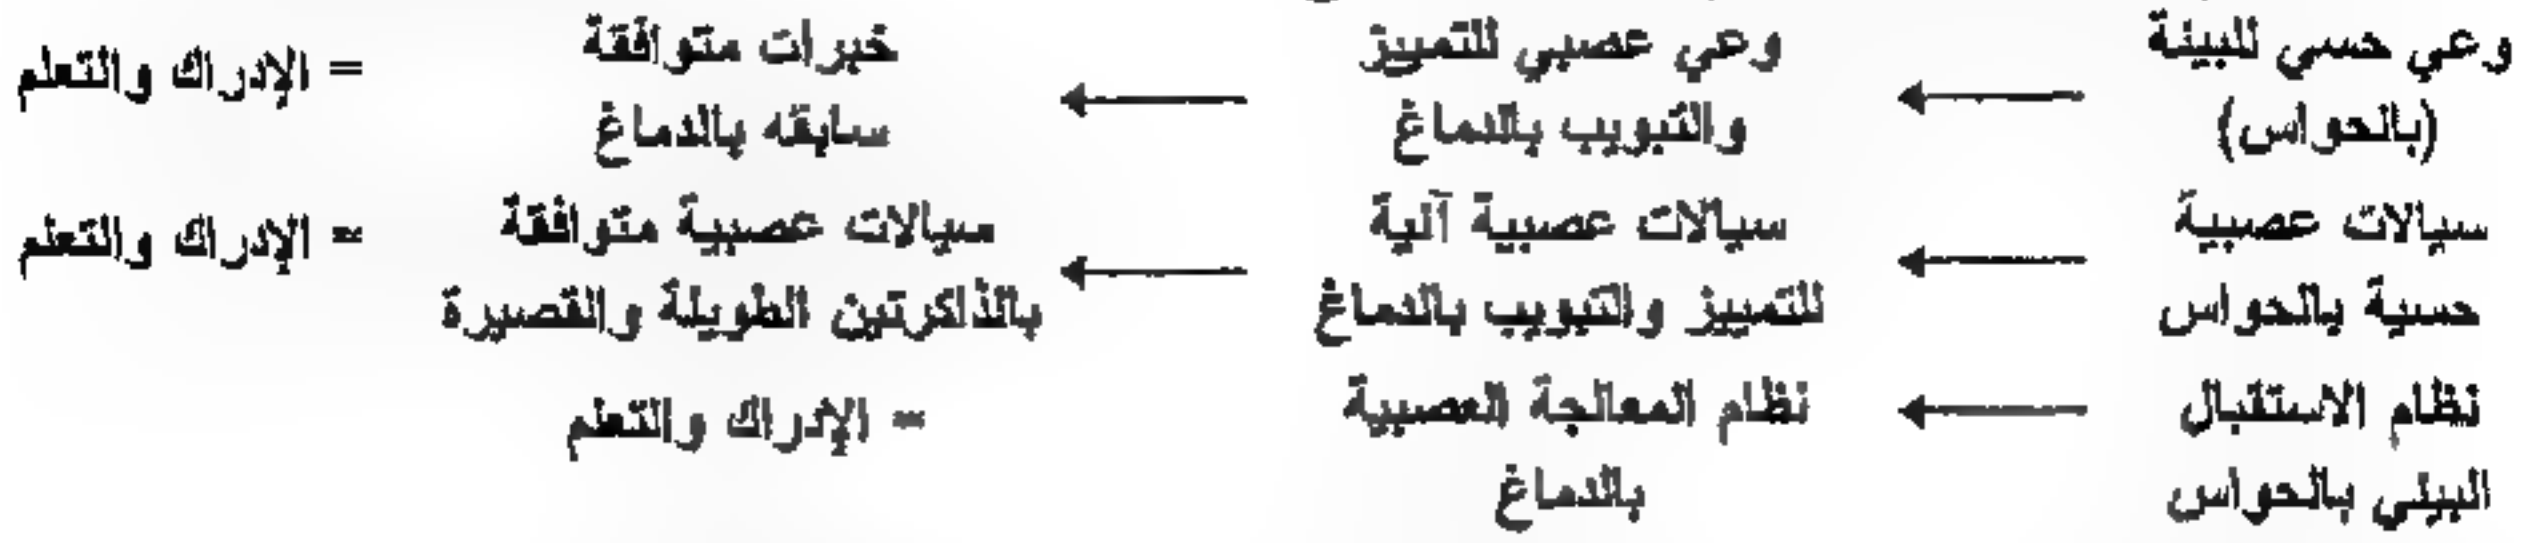 وعي حسي للبيئة ← وعي عصبي للتمييز ← خبرات متوافقة = الإدراك والتعلم
(بالحواس) والتبويب بالدماغ سابقه بالدماغ
سيالات عصبية ← سيالات عصبية آلية ← سيالات عصبية متوافقة = الإدراك والتعلم
حسية بالحواس للتمييز والتبويب بالدماغ بالذاكرتين الطويلة والقصيرة
نظام الاستقبال ← نظام المعالجة العصبية = الإدراك والتعلم
البيئي بالحواس بالدماغ